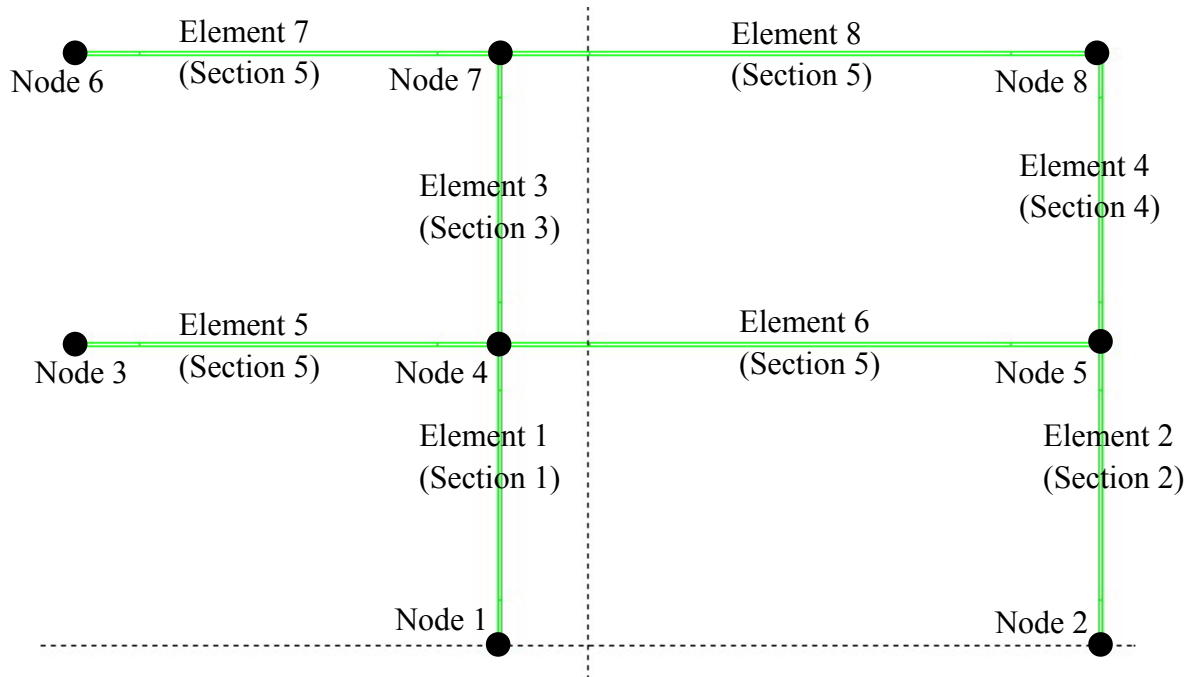 Element 7
(Section 5)
Element 8
(Section 5)
Node 6
Node 7
Node 8
Element 3
(Section 3)
Element 4
(Section 4)
Element 5
(Section 5)
Element 6
(Section 5)
Node 3
Node 4
Node 5
Element 1
(Section 1)
Element 2
(Section 2)
Node 1
Node 2